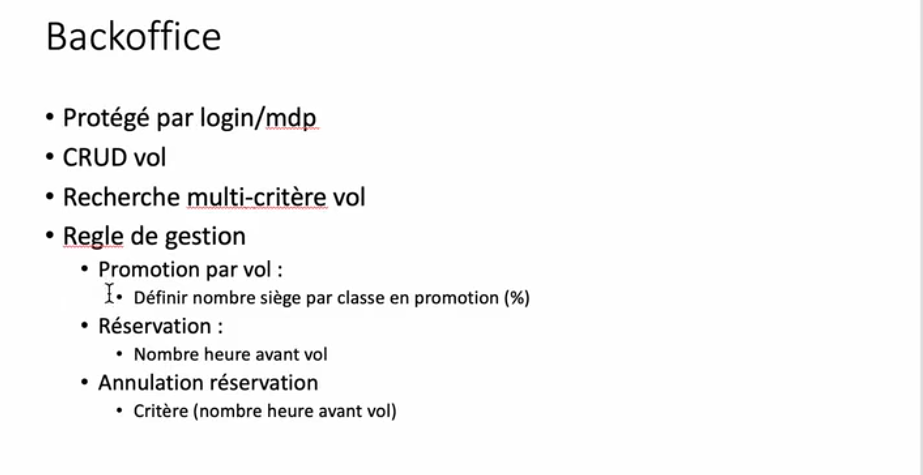 Backoffice
• Protégé par login/mdp
• CRUD vol
• Recherche multi-critère vol
• Regle de gestion
• Promotion par vol :
• Définir nombre siège par classe en promotion (%)
• Réservation :
• Nombre heure avant vol
• Annulation réservation
• Critère (nombre heure avant vol)